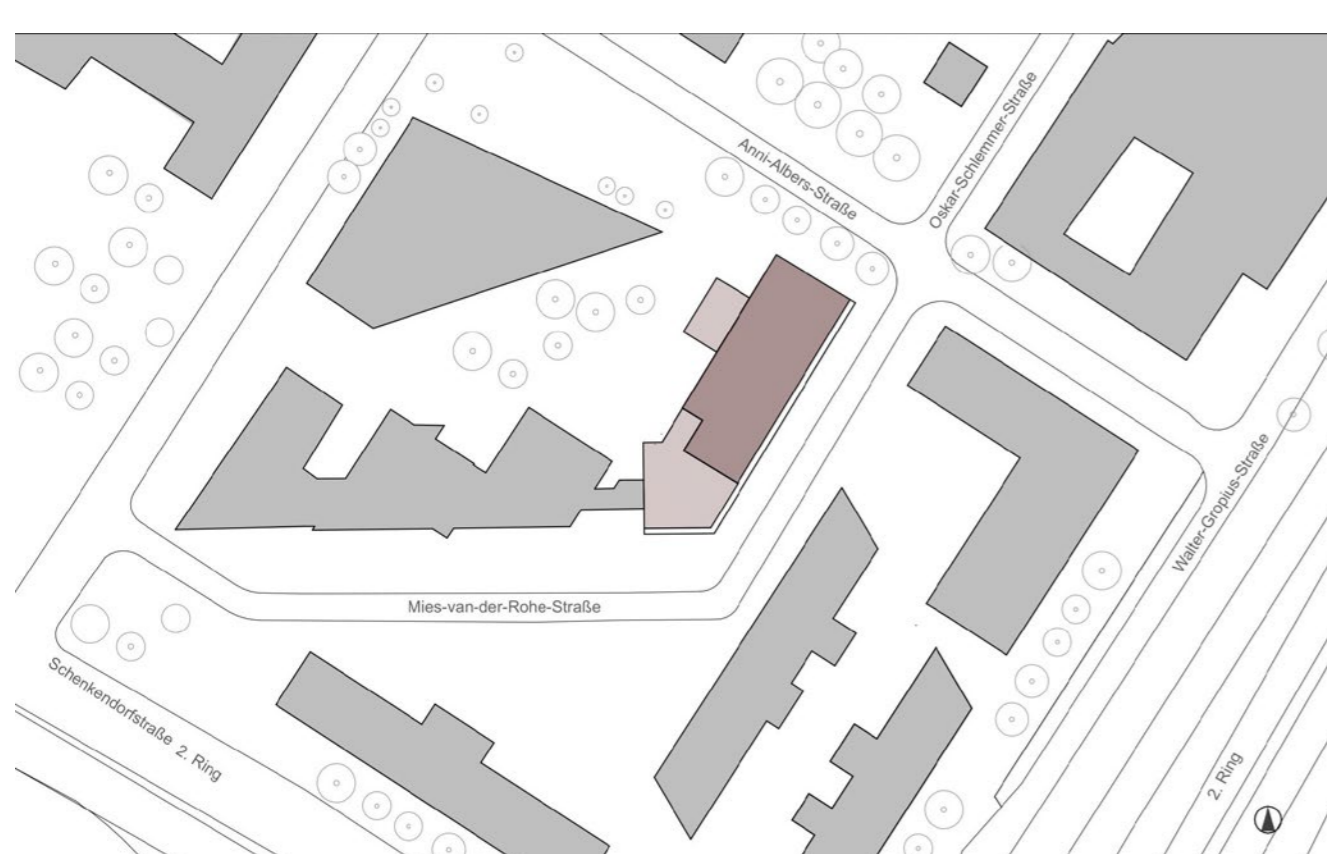 Anni-Albers-Straße
Oskar-Schlemmer-Straße
Walter-Gropius-Straße
Mies-van-der-Rohe-Straße
Schenkendorfstraße 2. Ring
2. Ring